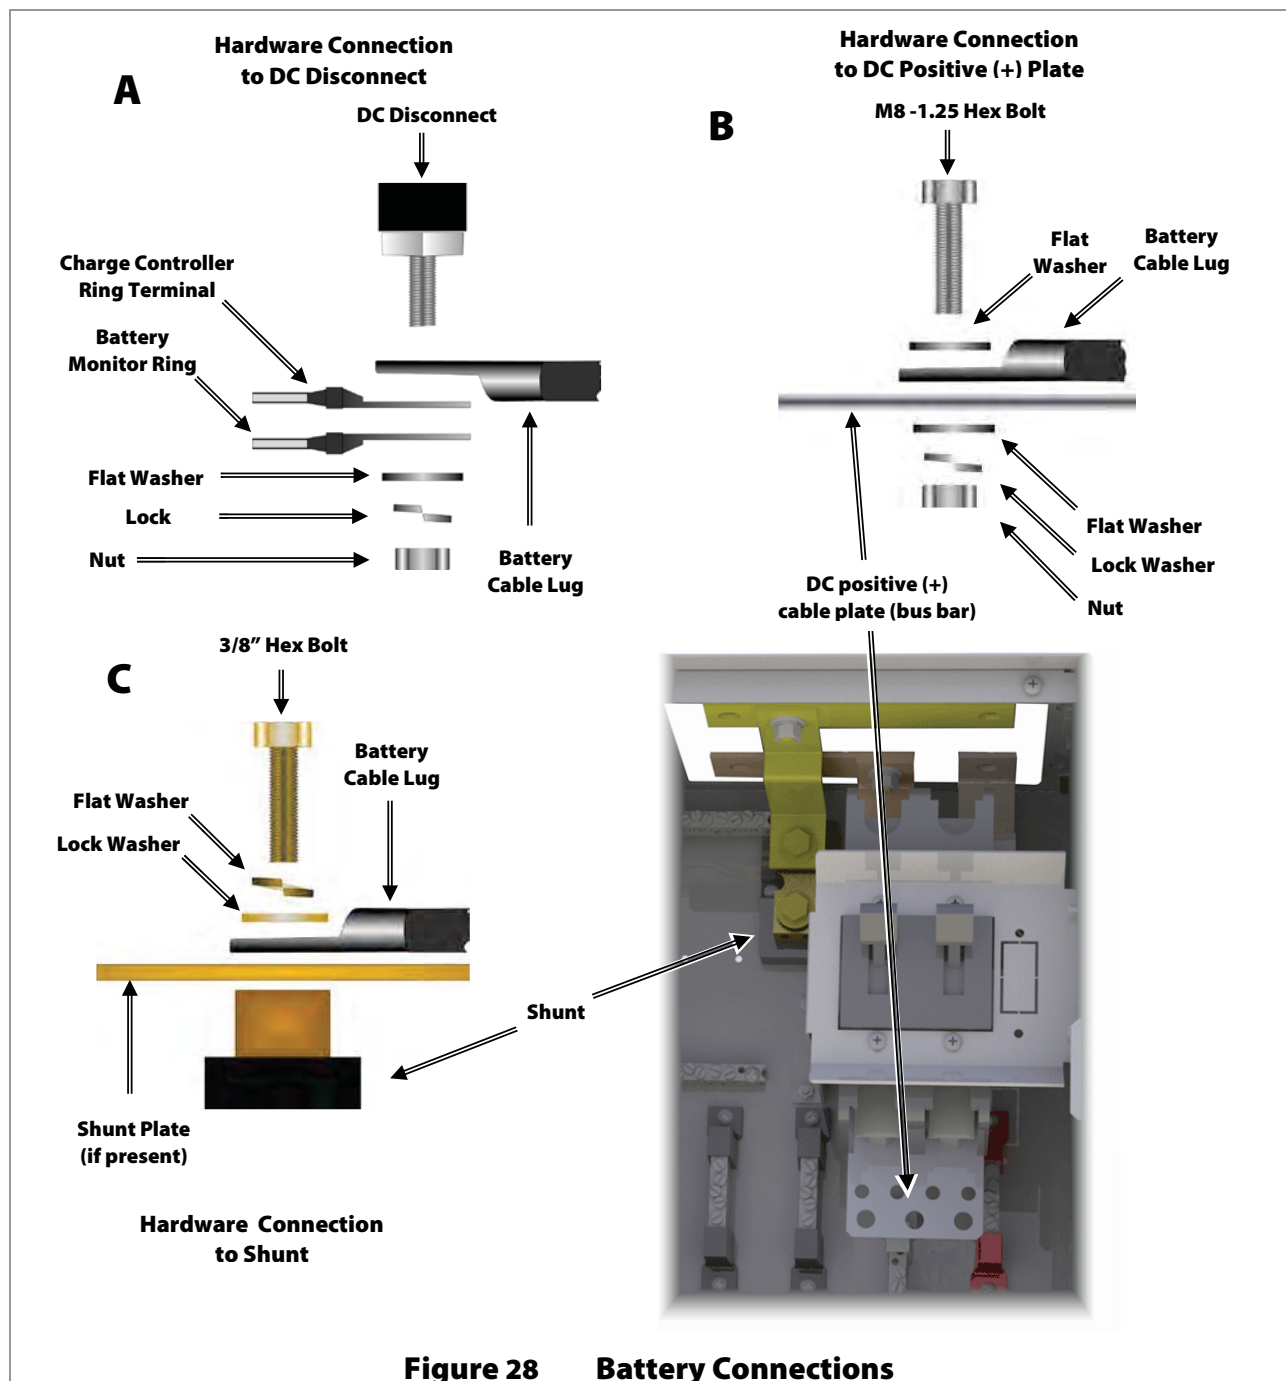 Hardware Connection
to DC Disconnect
A
DC Disconnect
Charge Controller
Ring Terminal
Battery
Monitor Ring
Flat Washer
Lock
Nut
Battery
Cable Lug
Hardware Connection
to DC Positive (+) Plate
B
M8 -1.25 Hex Bolt
Flat
Washer
Battery
Cable Lug
Flat Washer
Lock Washer
Nut
DC positive (+)
cable plate (bus bar)
C
3/8” Hex Bolt
Battery
Cable Lug
Flat Washer
Lock Washer
Shunt
Shunt Plate
(if present)
Hardware Connection
to Shunt
Figure 28 Battery Connections